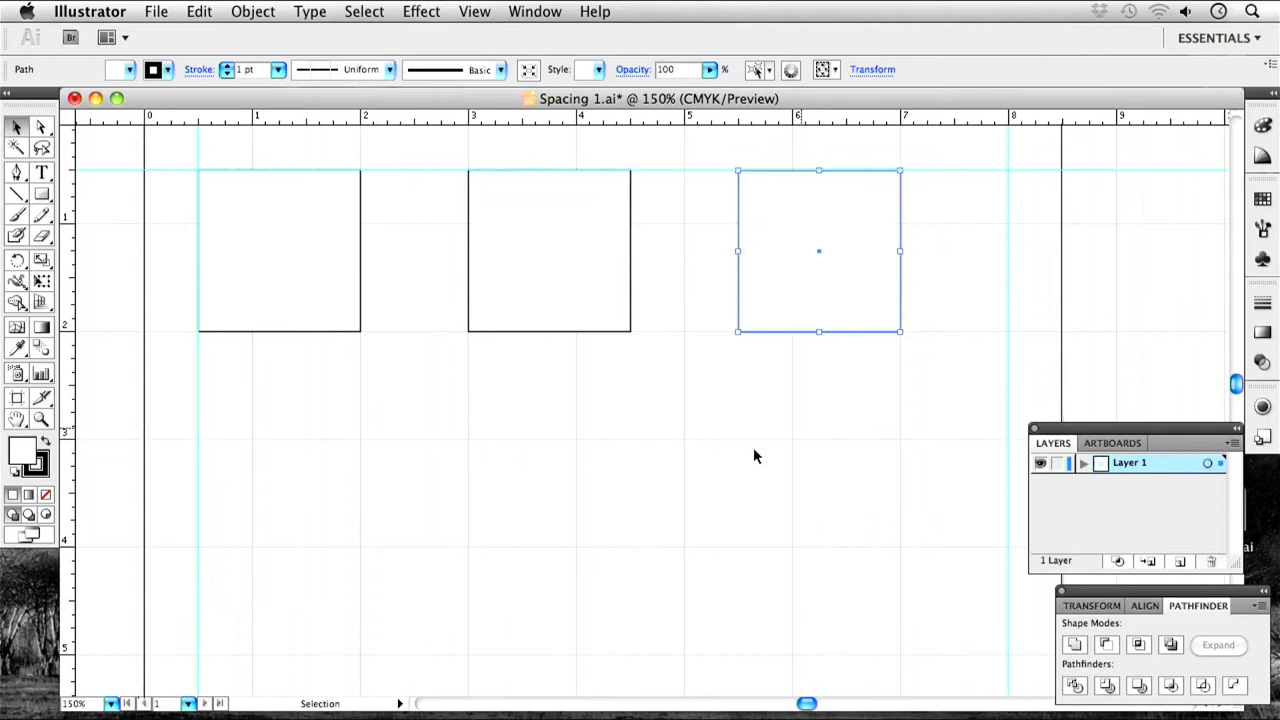 Illustrator File Edit Object Type Select Effect View Window Help
Ai Br ESSENTIALS
Path Stroke: 1 pt Uniform Basic Style: Opacity: 100 % Transform
Spacing 1.ai* @ 150% (CMYK/Preview)
0 1 2 3 4 5 6 7 8 9
1
2
3
4
5
LAYERS ARTBOARDS
Layer 1
ai
1 Layer
TRANSFORM ALIGN PATHFINDER
Shape Modes:
Expand
Pathfinders:
150% 1 Selection